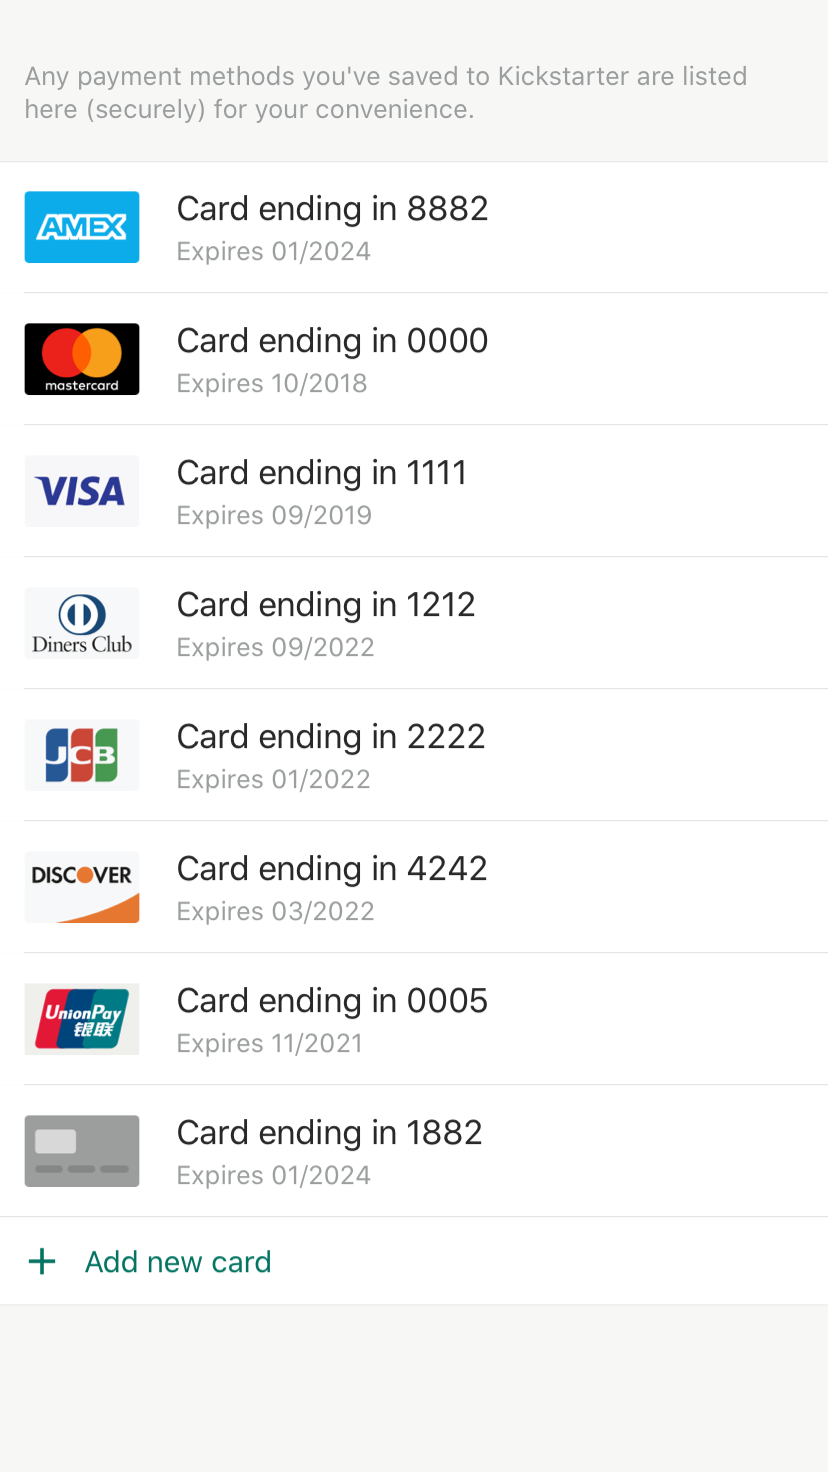 Any payment methods you've saved to Kickstarter are listed
here (securely) for your convenience.
AMEX
Card ending in 8882
Expires 01/2024
mastercard
Card ending in 0000
Expires 10/2018
VISA
Card ending in 1111
Expires 09/2019
Diners Club
Card ending in 1212
Expires 09/2022
JCB
Card ending in 2222
Expires 01/2022
DISCOVER
Card ending in 4242
Expires 03/2022
UnionPay
银联
Card ending in 0005
Expires 11/2021
Card ending in 1882
Expires 01/2024
+ Add new card